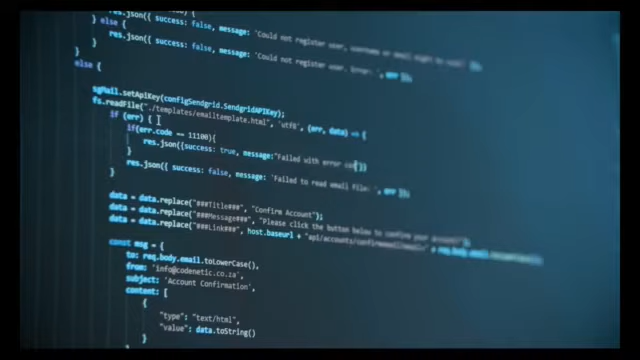 } else {
res.json({ success: false, message: 'Could not register user, username or email might
}
res.json({ success: false, message: 'Could not register user. Error: ', err });
}
}
else {
sgMail.setApiKey(configSendgrid.SendgridAPIKey);
fs.readFile("./templates/emailtemplate.html", 'utf8', (err, data) => {
if (err) {
if(err.code == 11100){
res.json({success: true, message:"Failed with error co
}
res.json({ success: false, message: 'Failed to read email File: ', err });
}
data = data.replace("###Title###", "Confirm Account");
data = data.replace("###Message###", "Please click the button below to confirm your account");
data = data.replace("###Link###", host.baseurl +
const msg = {
to: req.body.email.toLowerCase(),
from: 'info@codenetic.co.za',
subject: 'Account Confirmation',
content: [
{
"type": "text/html",
"value": data.toString()
}